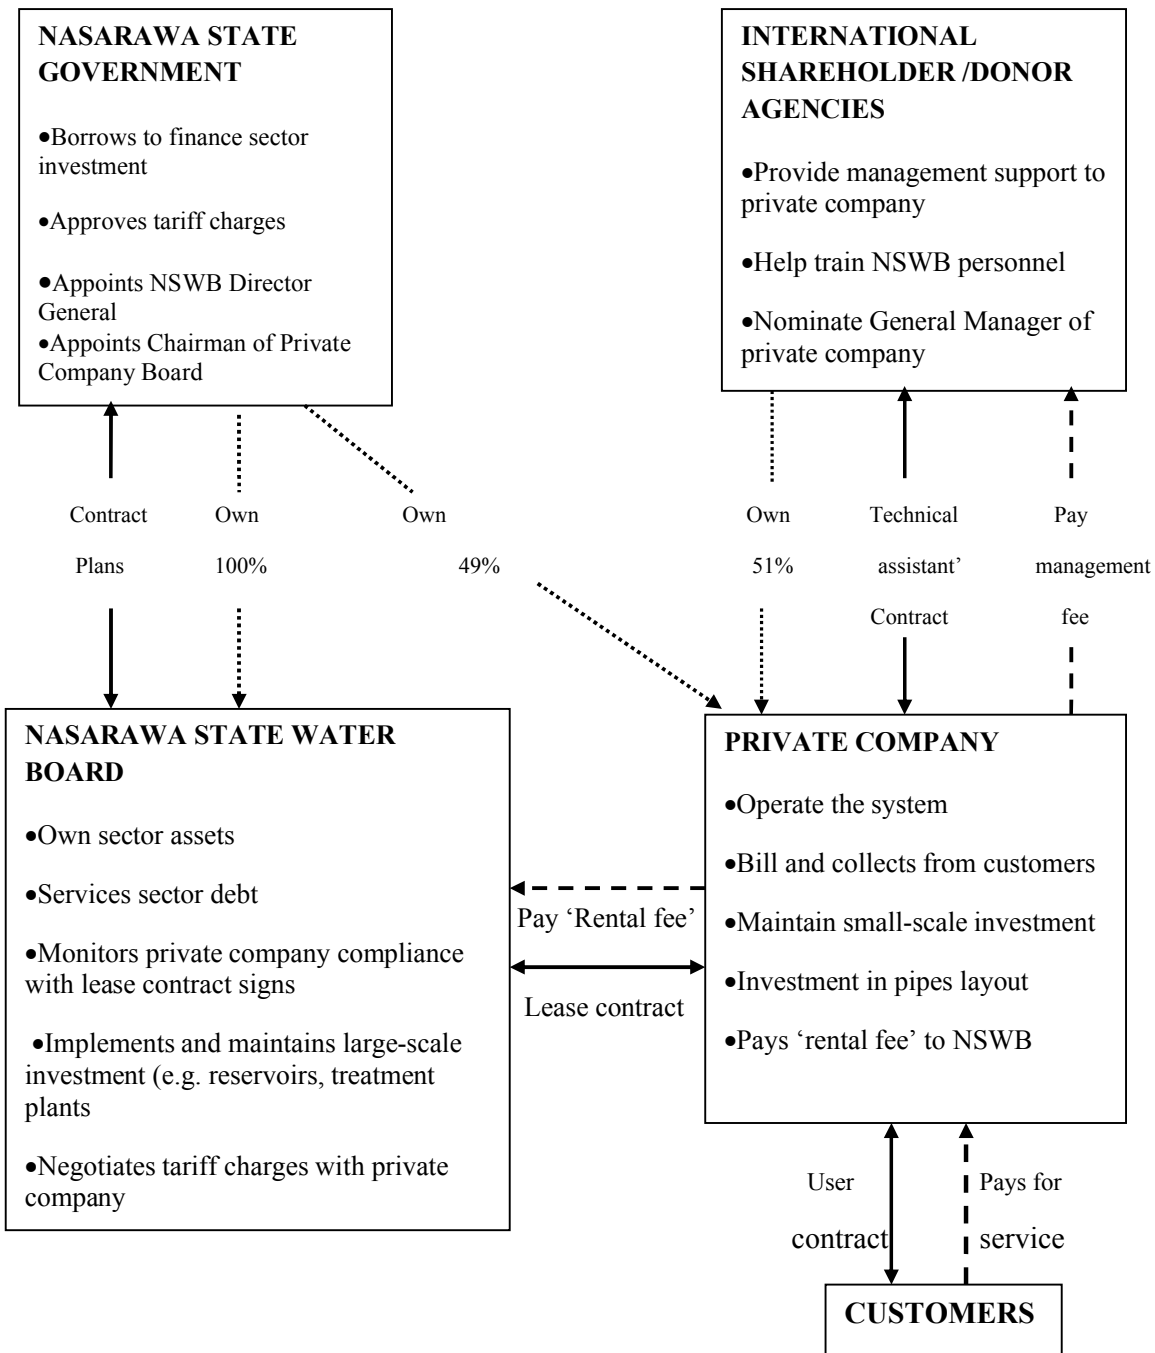 NASARAWA STATE
GOVERNMENT
•Borrows to finance sector
investment
•Approves tariff charges
•Appoints NSWB Director
General
•Appoints Chairman of Private
Company Board
INTERNATIONAL
SHAREHOLDER /DONOR
AGENCIES
•Provide management support to
private company
•Help train NSWB personnel
•Nominate General Manager of
private company
Contract
Plans
Own
100%
Own
49%
Own
51%
Technical
assistant’
Contract
Pay
management
fee
NASARAWA STATE WATER
BOARD
•Own sector assets
•Services sector debt
•Monitors private company compliance
with lease contract signs
•Implements and maintains large-scale
investment (e.g. reservoirs, treatment
plants
•Negotiates tariff charges with private
company
Pay ‘Rental fee’
Lease contract
PRIVATE COMPANY
•Operate the system
•Bill and collects from customers
•Maintain small-scale investment
•Investment in pipes layout
•Pays ‘rental fee’ to NSWB
User
contract
Pays for
service
CUSTOMERS